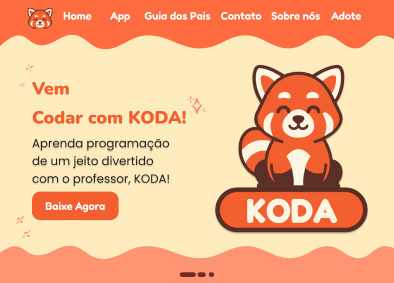 Home App Guia dos Pais Contato Sobre nós Adote
Vem
Codar com KODA!
Aprenda programação
de um jeito divertido
com o professor, KODA!
Baixe Agora
KODA